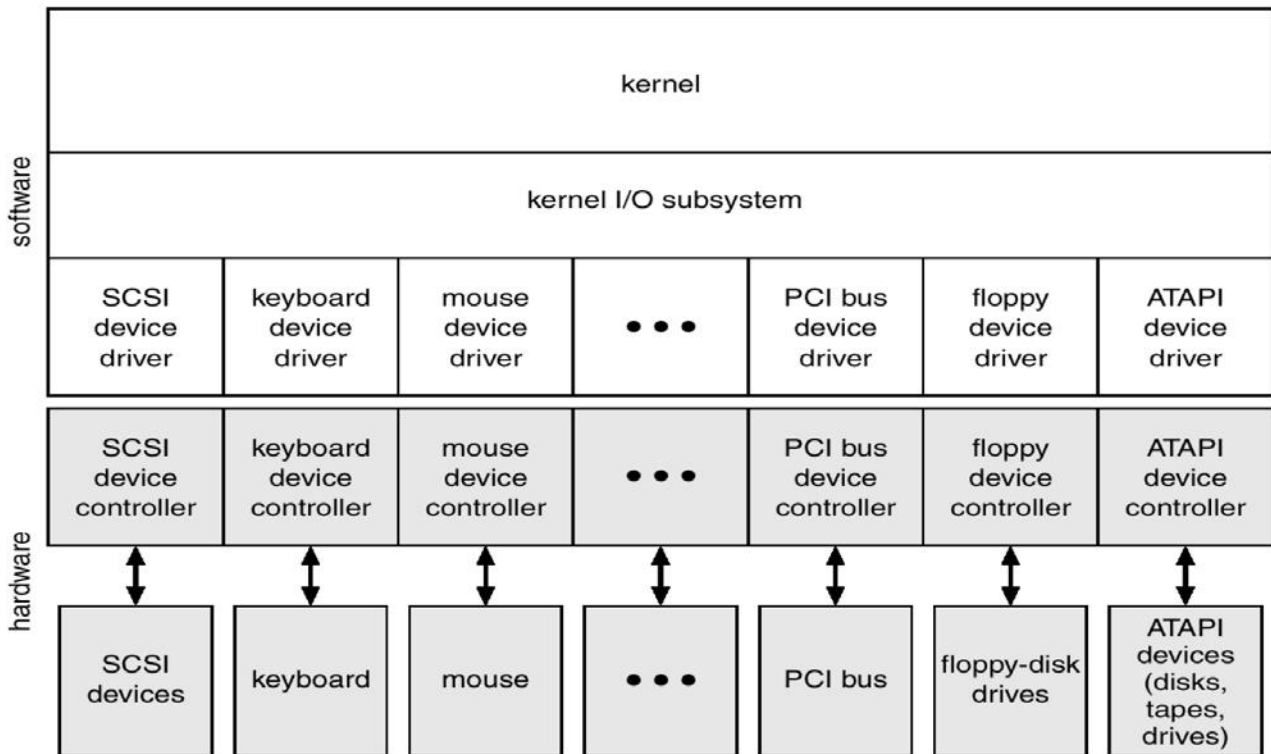 kernel
software
kernel I/O subsystem
SCSI
device
driver
keyboard
device
driver
mouse
device
driver
PCI bus
device
driver
floppy
device
driver
ATAPI
device
driver
hardware
SCSI
device
controller
keyboard
device
controller
mouse
device
controller
PCI bus
device
controller
floppy
device
controller
ATAPI
device
controller
SCSI
devices
keyboard
mouse
PCI bus
floppy-disk
drives
ATAPI
devices
(disks,
tapes,
drives)